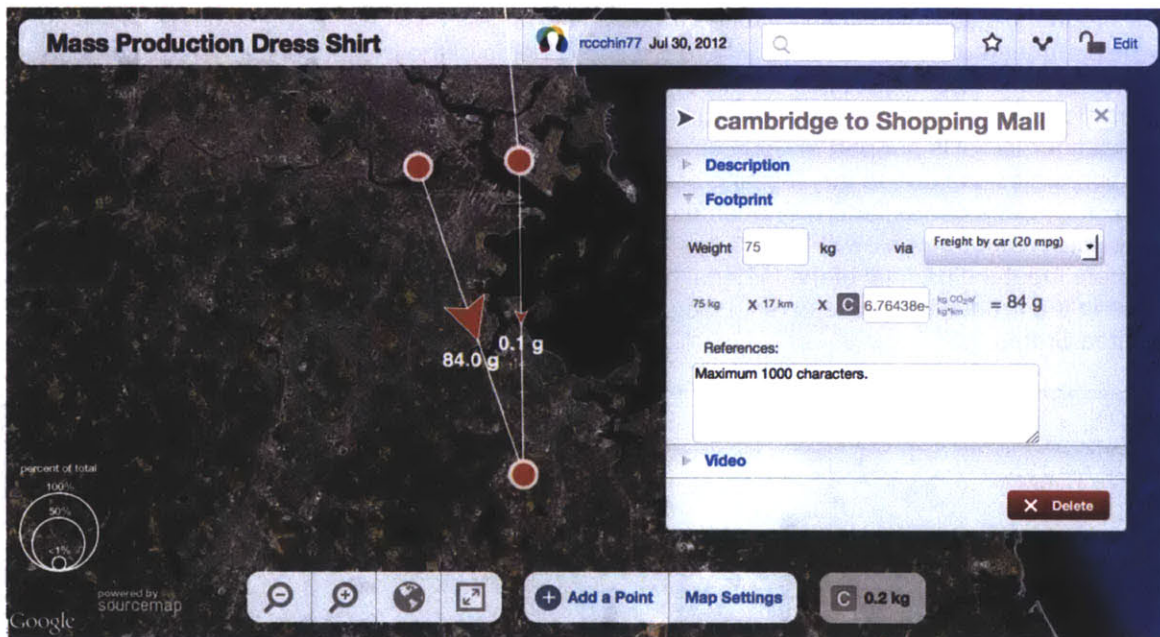 Mass Production Dress Shirt
rccchin77 Jul 30, 2012
Edit
cambridge to Shopping Mall
Description
Footprint
Weight 75 kg via Freight by car (20 mpg)
75 kg X 17 km X C 6.76438e- kg CO2e/ kg*km = 84 g
References:
Maximum 1000 characters.
Video
Delete
84.0 g
0.1 g
percent of total
100%
50%
<1%
powered by
sourcemap
Google
Add a Point
Map Settings
C 0.2 kg